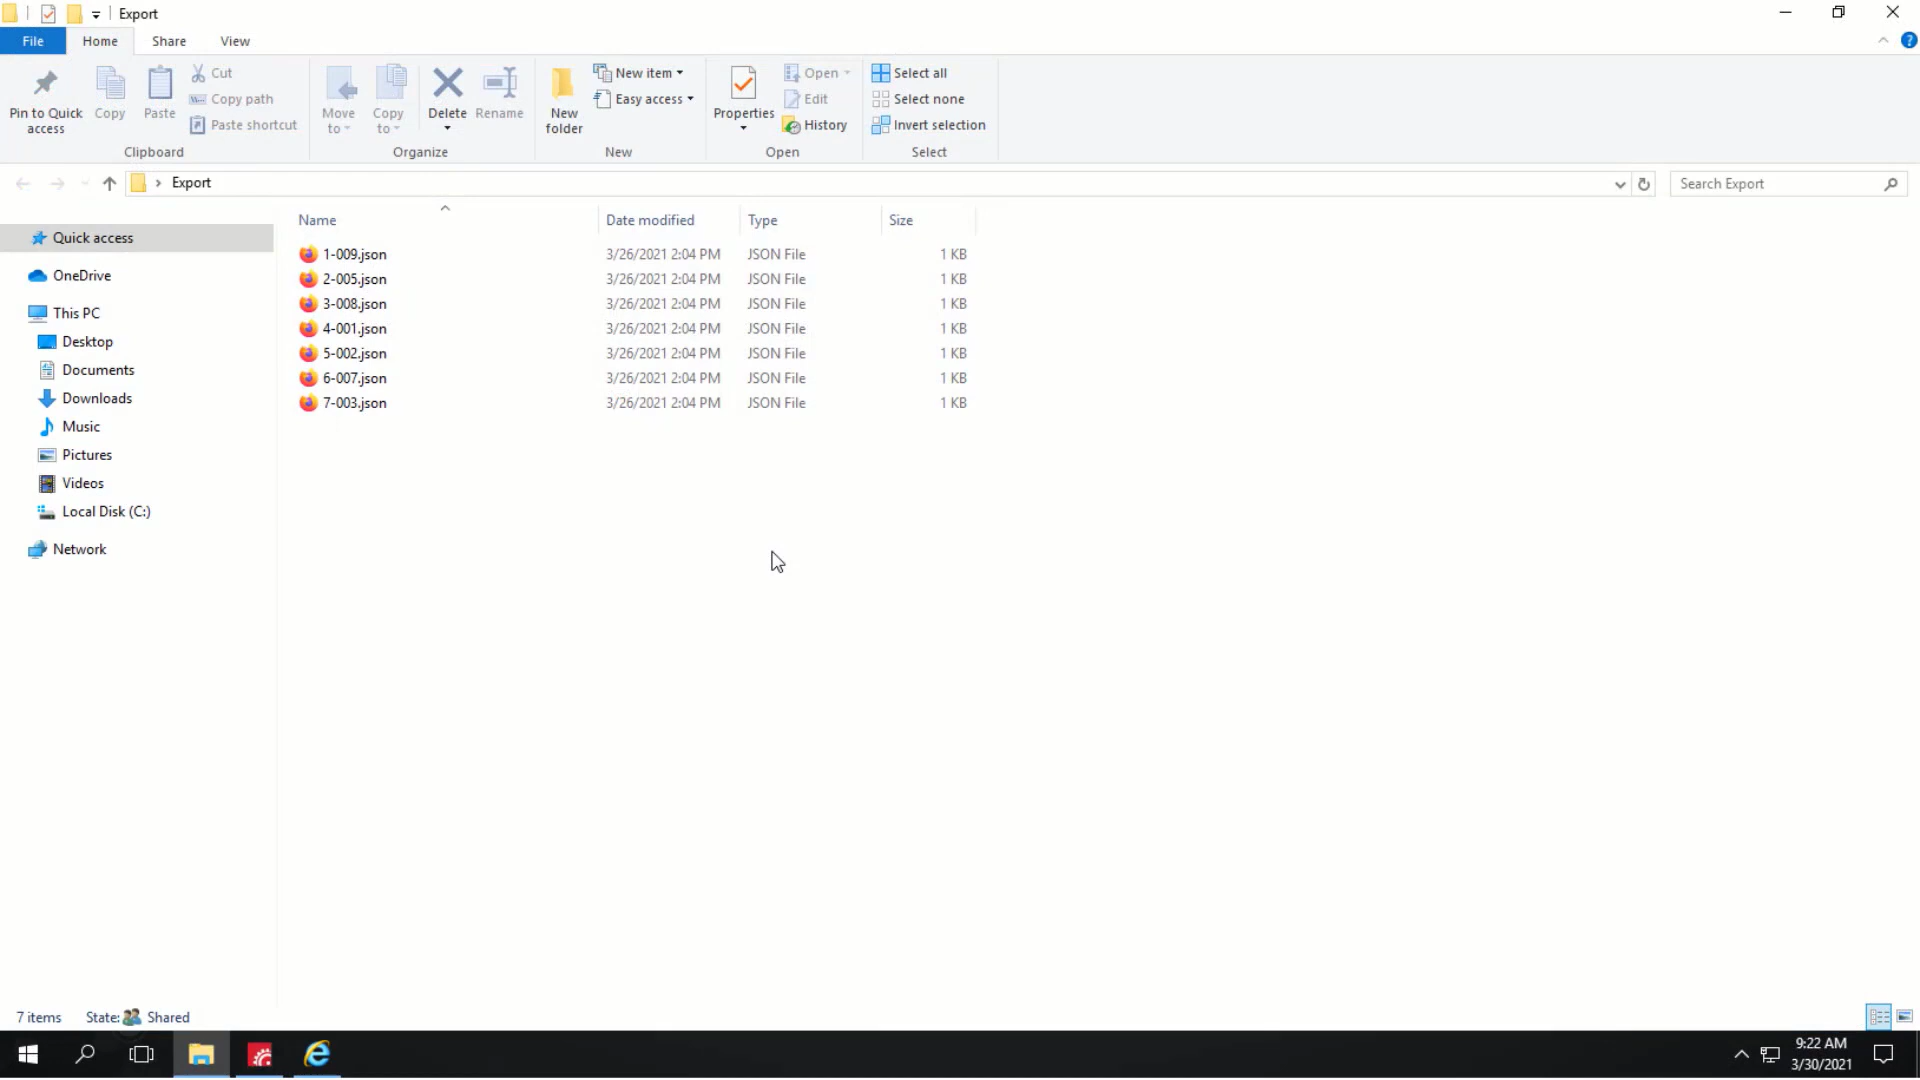 Export
File Home Share View
Pin to Quick access
Copy
Paste
Cut
Copy path
Paste shortcut
Clipboard
Move to
Copy to
Delete
Rename
Organize
New folder
New item
Easy access
New
Properties
Open
Edit
History
Open
Select all
Select none
Invert selection
Select
Export
Search Export
Quick access
OneDrive
This PC
Desktop
Documents
Downloads
Music
Pictures
Videos
Local Disk (C:)
Network
Name Date modified Type Size
1-009.json 3/26/2021 2:04 PM JSON File 1 KB
2-005.json 3/26/2021 2:04 PM JSON File 1 KB
3-008.json 3/26/2021 2:04 PM JSON File 1 KB
4-001.json 3/26/2021 2:04 PM JSON File 1 KB
5-002.json 3/26/2021 2:04 PM JSON File 1 KB
6-007.json 3/26/2021 2:04 PM JSON File 1 KB
7-003.json 3/26/2021 2:04 PM JSON File 1 KB
7 items State: Shared
9:22 AM
3/30/2021